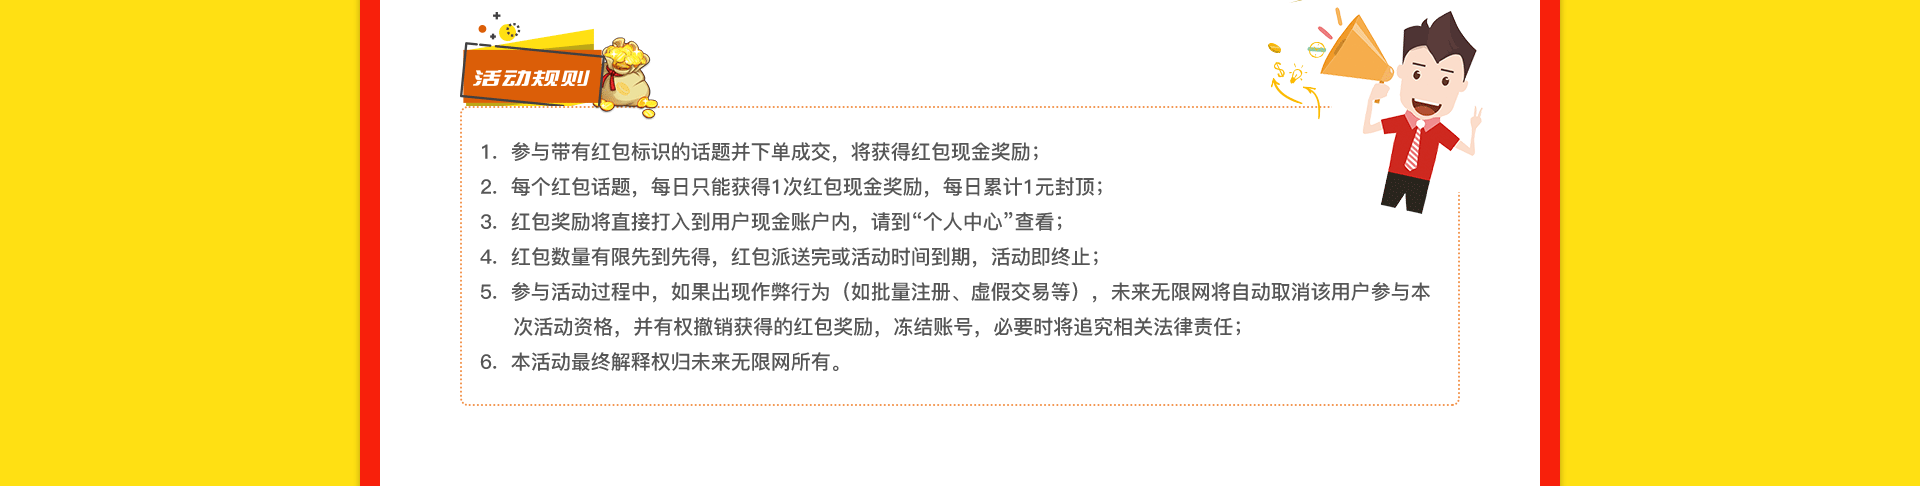 活动规则
1. 参与带有红包标识的话题并下单成交，将获得红包现金奖励；
2. 每个红包话题，每日只能获得1次红包现金奖励，每日累计1元封顶；
3. 红包奖励将直接打入到用户现金账户内，请到“个人中心”查看；
4. 红包数量有限先到先得，红包派送完或活动时间到期，活动即终止；
5. 参与活动过程中，如果出现作弊行为（如批量注册、虚假交易等），未来无限网将自动取消该用户参与本
次活动资格，并有权撤销获得的红包奖励，冻结账号，必要时将追究相关法律责任；
6. 本活动最终解释权归未来无限网所有。